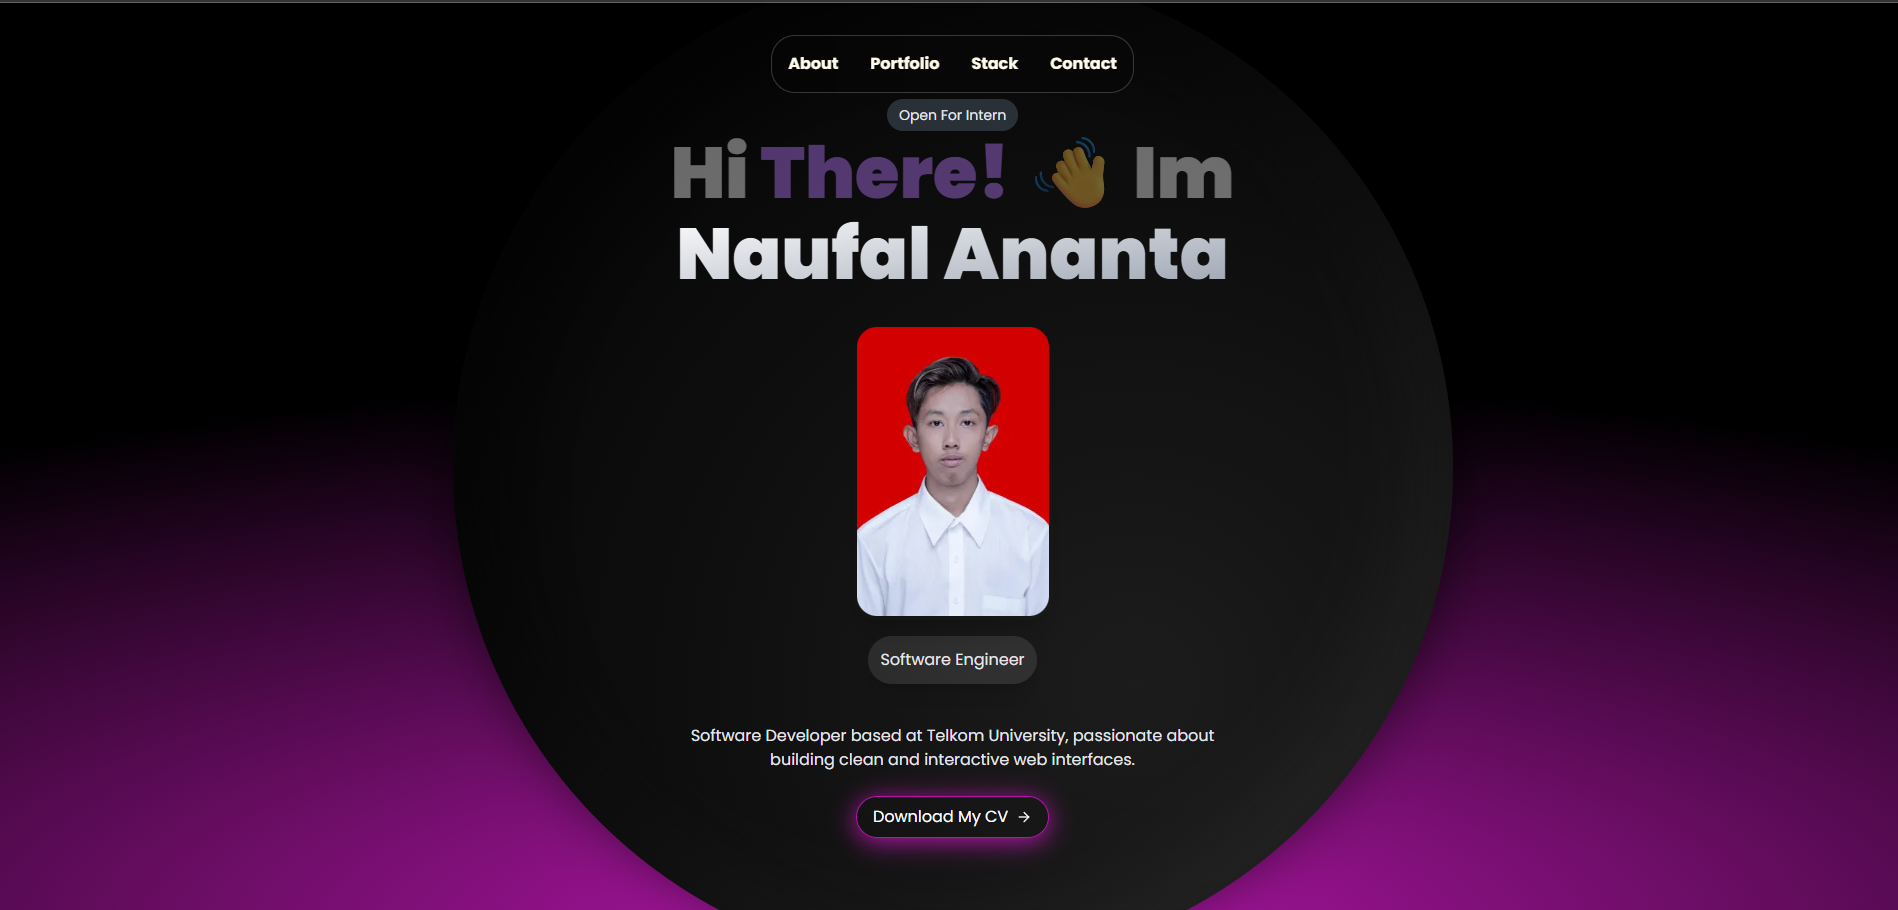 About Portfolio Stack Contact
Open For Intern
Hi There! 👋 Im
Naufal Ananta
Software Engineer
Software Developer based at Telkom University, passionate about
building clean and interactive web interfaces.
Download My CV →